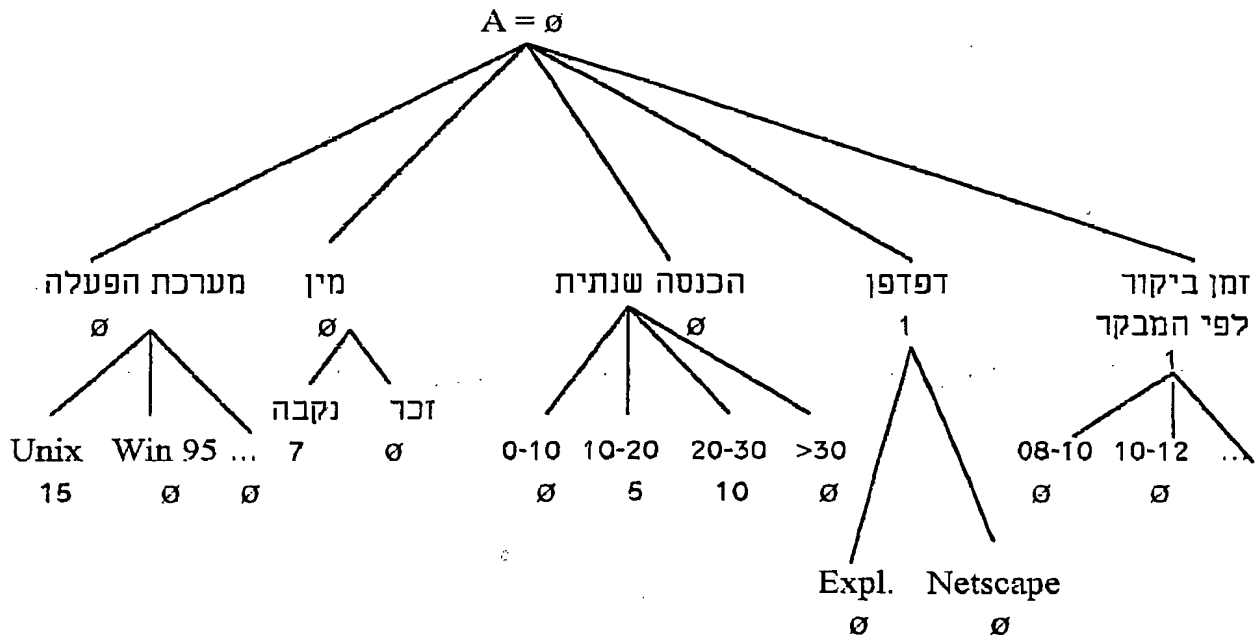 A = ø
מערכת הפעלה
ø
מין
ø
הכנסה שנתית
ø
דפדפן
1
זמן ביקור
לפי המבקר
1
נקבה
7
זכר
ø
Unix
15
Win 95
ø
...
ø
0-10
ø
10-20
5
20-30
10
>30
ø
08-10
ø
10-12
ø
...
Expl.
ø
Netscape
ø